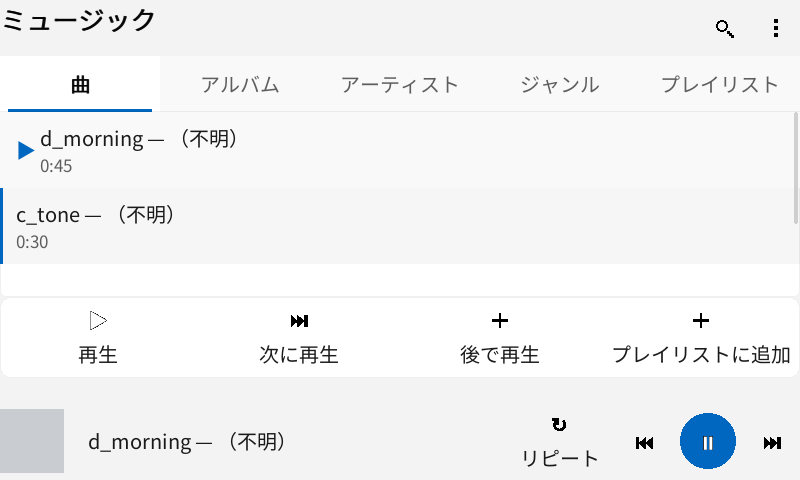 ミュージック
曲
アルバム
アーティスト
ジャンル
プレイリスト
d_morning — （不明）
0:45
c_tone — （不明）
0:30
再生
次に再生
後で再生
プレイリストに追加
d_morning — （不明）
リピート